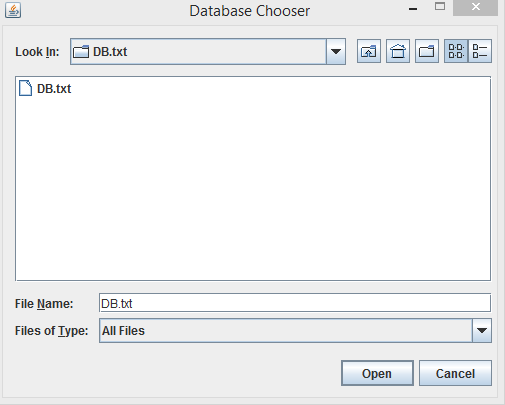 Database Chooser
Look In: DB.txt
DB.txt
File Name: DB.txt
Files of Type: All Files
Open Cancel